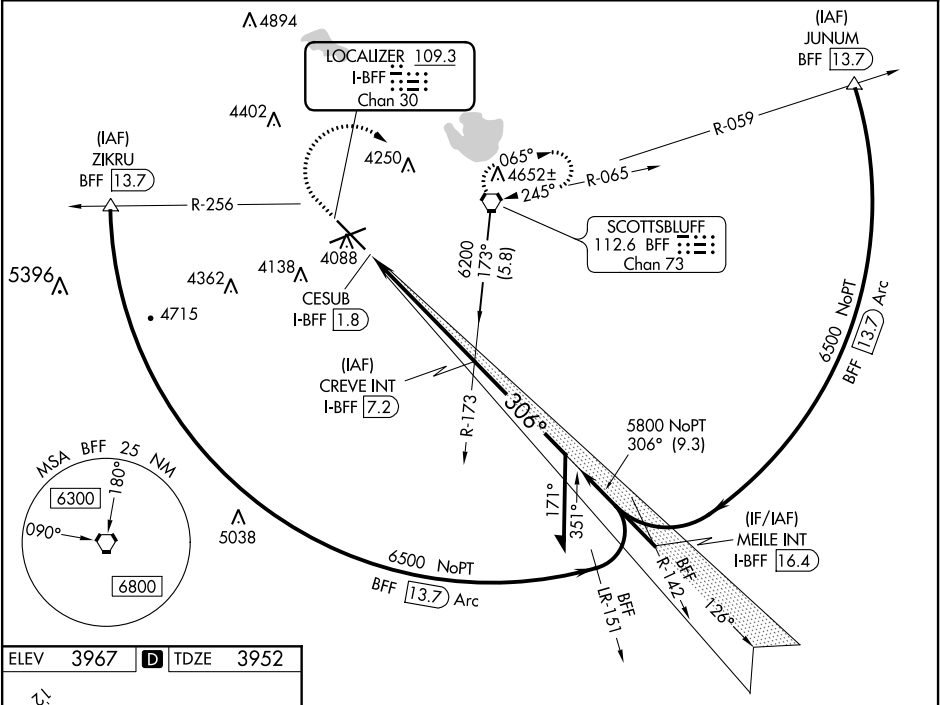 4894
LOCALIZER 109.3
I-BFF
Chan 30
(IAF)
JUNUM
BFF 13.7
4402
4250
(IAF)
ZIKRU
BFF 13.7
R-059
065°
4652±
245°
R-065
R-256
SCOTTSBLUFF
112.6 BFF
Chan 73
6200
173°
(5.8)
4088
5396
4362
4138
CESUB
I-BFF 1.8
4715
6500 NoPT
BFF 13.7 Arc
(IAF)
CREVE INT
I-BFF 7.2
R-173
306°
5800 NoPT
306° (9.3)
MSA BFF 25 NM
6300
180°
090°
6800
5038
171°
351°
(IF/IAF)
MEILE INT
I-BFF 16.4
6500 NoPT
BFF 13.7 Arc
BFF
R-142
126°
BFF
LR-151
ELEV 3967 D TDZE 3952